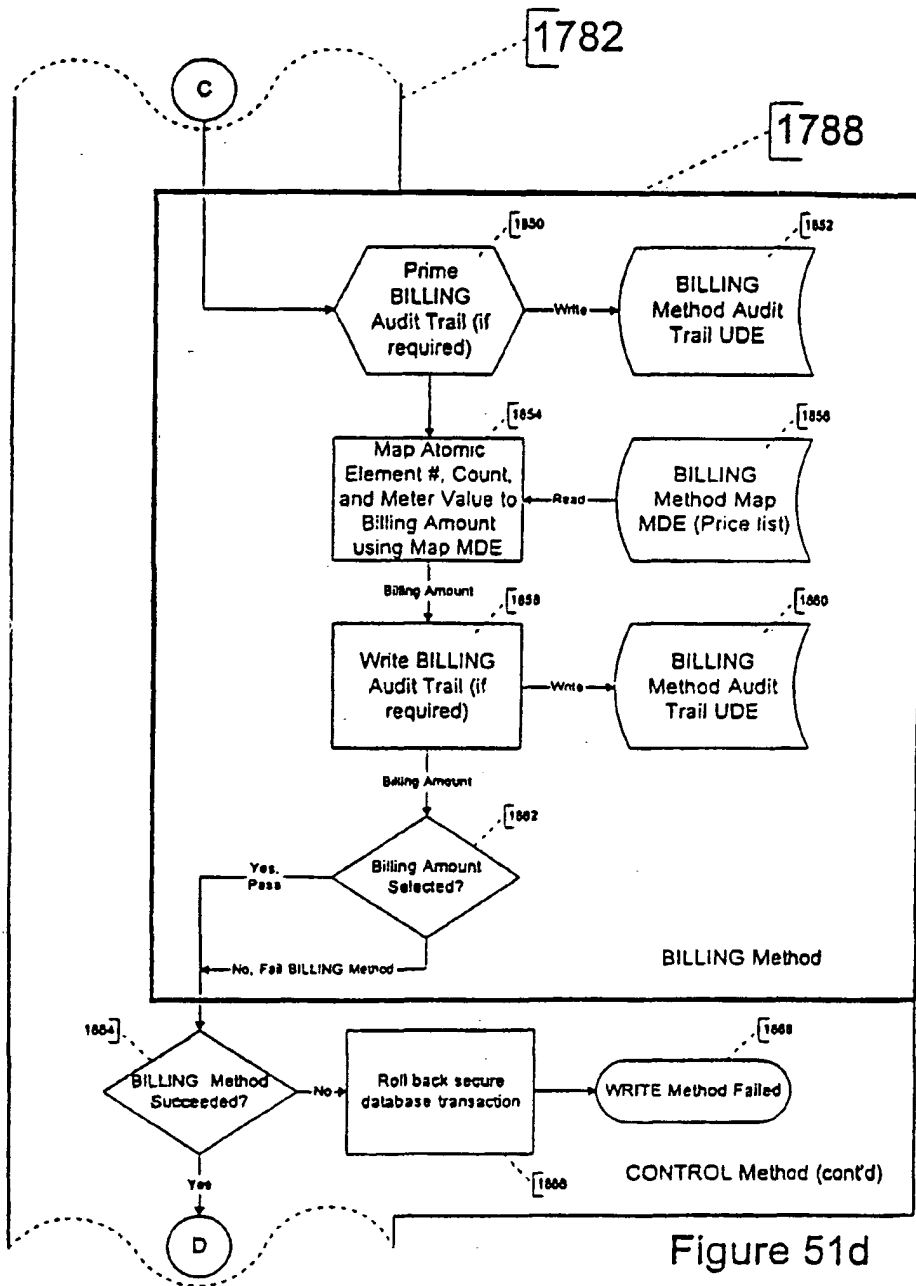 1782
C
1788
1850
Prime
BILLING
Audit Trail (if
required)
Write
1852
BILLING
Method Audit
Trail UDE
1854
Map Atomic
Element #, Count,
and Meter Value to
Billing Amount
using Map MDE
Read
1856
BILLING
Method Map
MDE (Price list)
Billing Amount
1858
Write BILLING
Audit Trail (if
required)
Write
1860
BILLING
Method Audit
Trail UDE
Billing Amount
1862
Billing Amount
Selected?
Yes,
Pass
No, Fail BILLING Method
BILLING Method
1864
BILLING Method
Succeeded?
No
Roll back secure
database transaction
1866
1868
WRITE Method Failed
Yes
CONTROL Method (cont'd)
D
Figure 51d